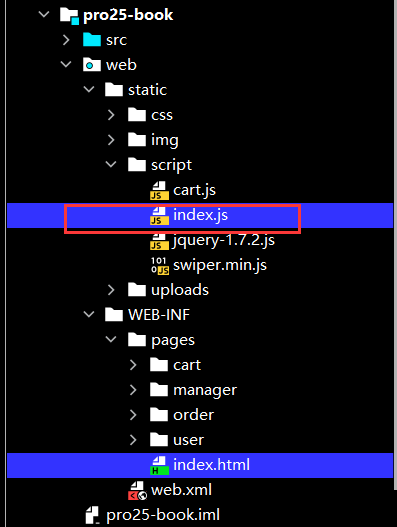 pro25-book
src
web
static
css
img
script
cart.js
JS
index.js
JS
jquery-1.7.2.js
JS
swiper.min.js
101
010
uploads
WEB-INF
pages
cart
manager
order
user
index.html
H
web.xml
pro25-book.iml